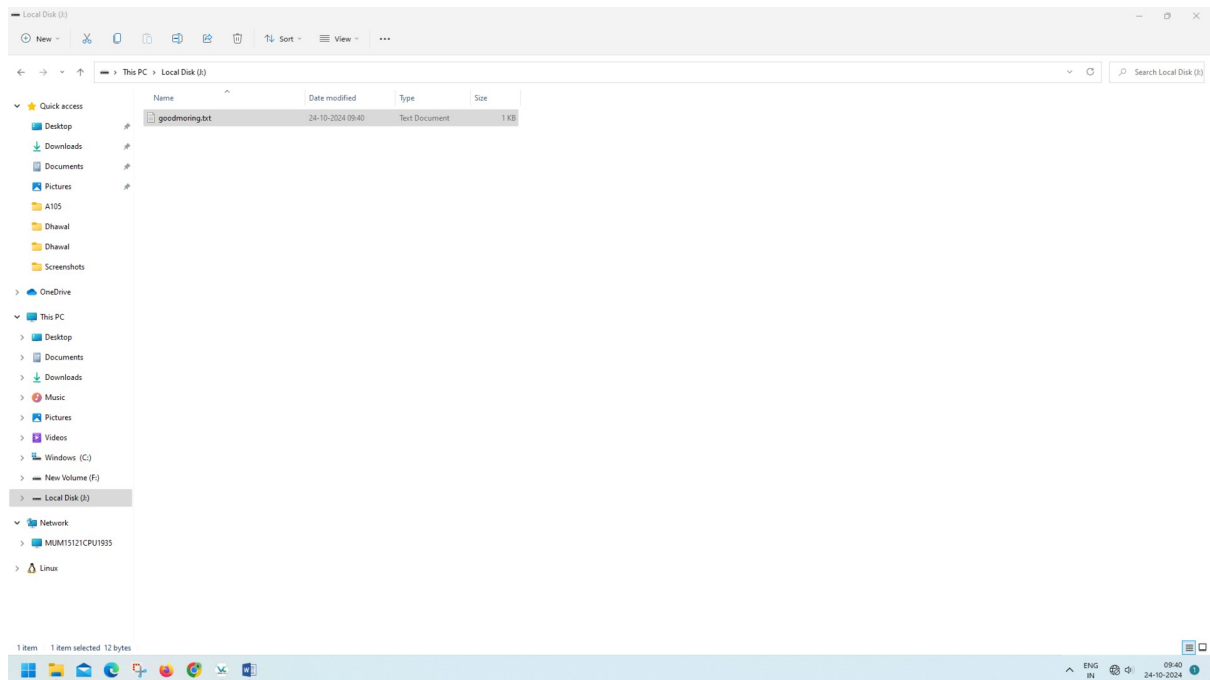 Local Disk (J:)
New
Sort
View
This PC > Local Disk (J:)
Search Local Disk (J:)
Name Date modified Type Size
goodmoring.txt 24-10-2024 09:40 Text Document 1 KB
Quick access
Desktop
Downloads
Documents
Pictures
A105
Dhawal
Dhawal
Screenshots
OneDrive
This PC
Desktop
Documents
Downloads
Music
Pictures
Videos
Windows (C:)
New Volume (F:)
Local Disk (J:)
Network
MUM15121CPU1935
Linux
1 item 1 item selected 12 bytes
ENG 09:40
IN 24-10-2024 1